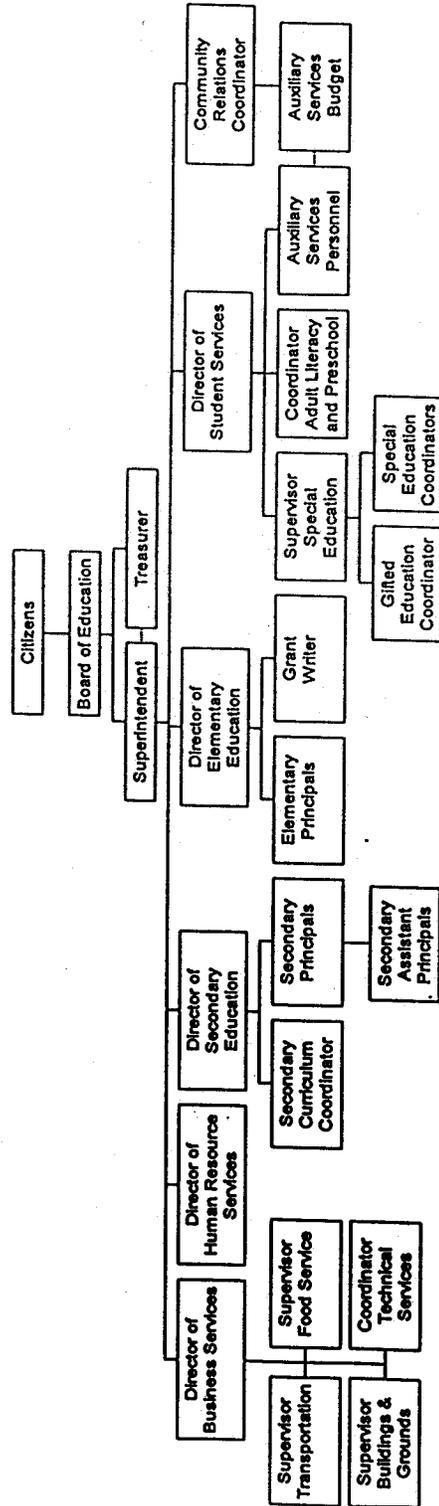 Citizens
Board of Education
Superintendent
Treasurer
Director of
Business Services
Director of
Human Resource
Services
Director of
Secondary
Education
Director of
Elementary
Education
Director of
Student Services
Community
Relations
Coordinator
Supervisor
Transportation
Supervisor
Food Service
Supervisor
Buildings &
Grounds
Coordinator
Technical
Services
Secondary
Curriculum
Coordinator
Secondary
Principals
Secondary
Assistant
Principals
Elementary
Principals
Grant
Writer
Supervisor
Special
Education
Coordinator
Adult Literacy
and Preschool
Auxiliary
Services
Personnel
Auxiliary
Services
Budget
Gifted
Education
Coordinator
Special
Education
Coordinators